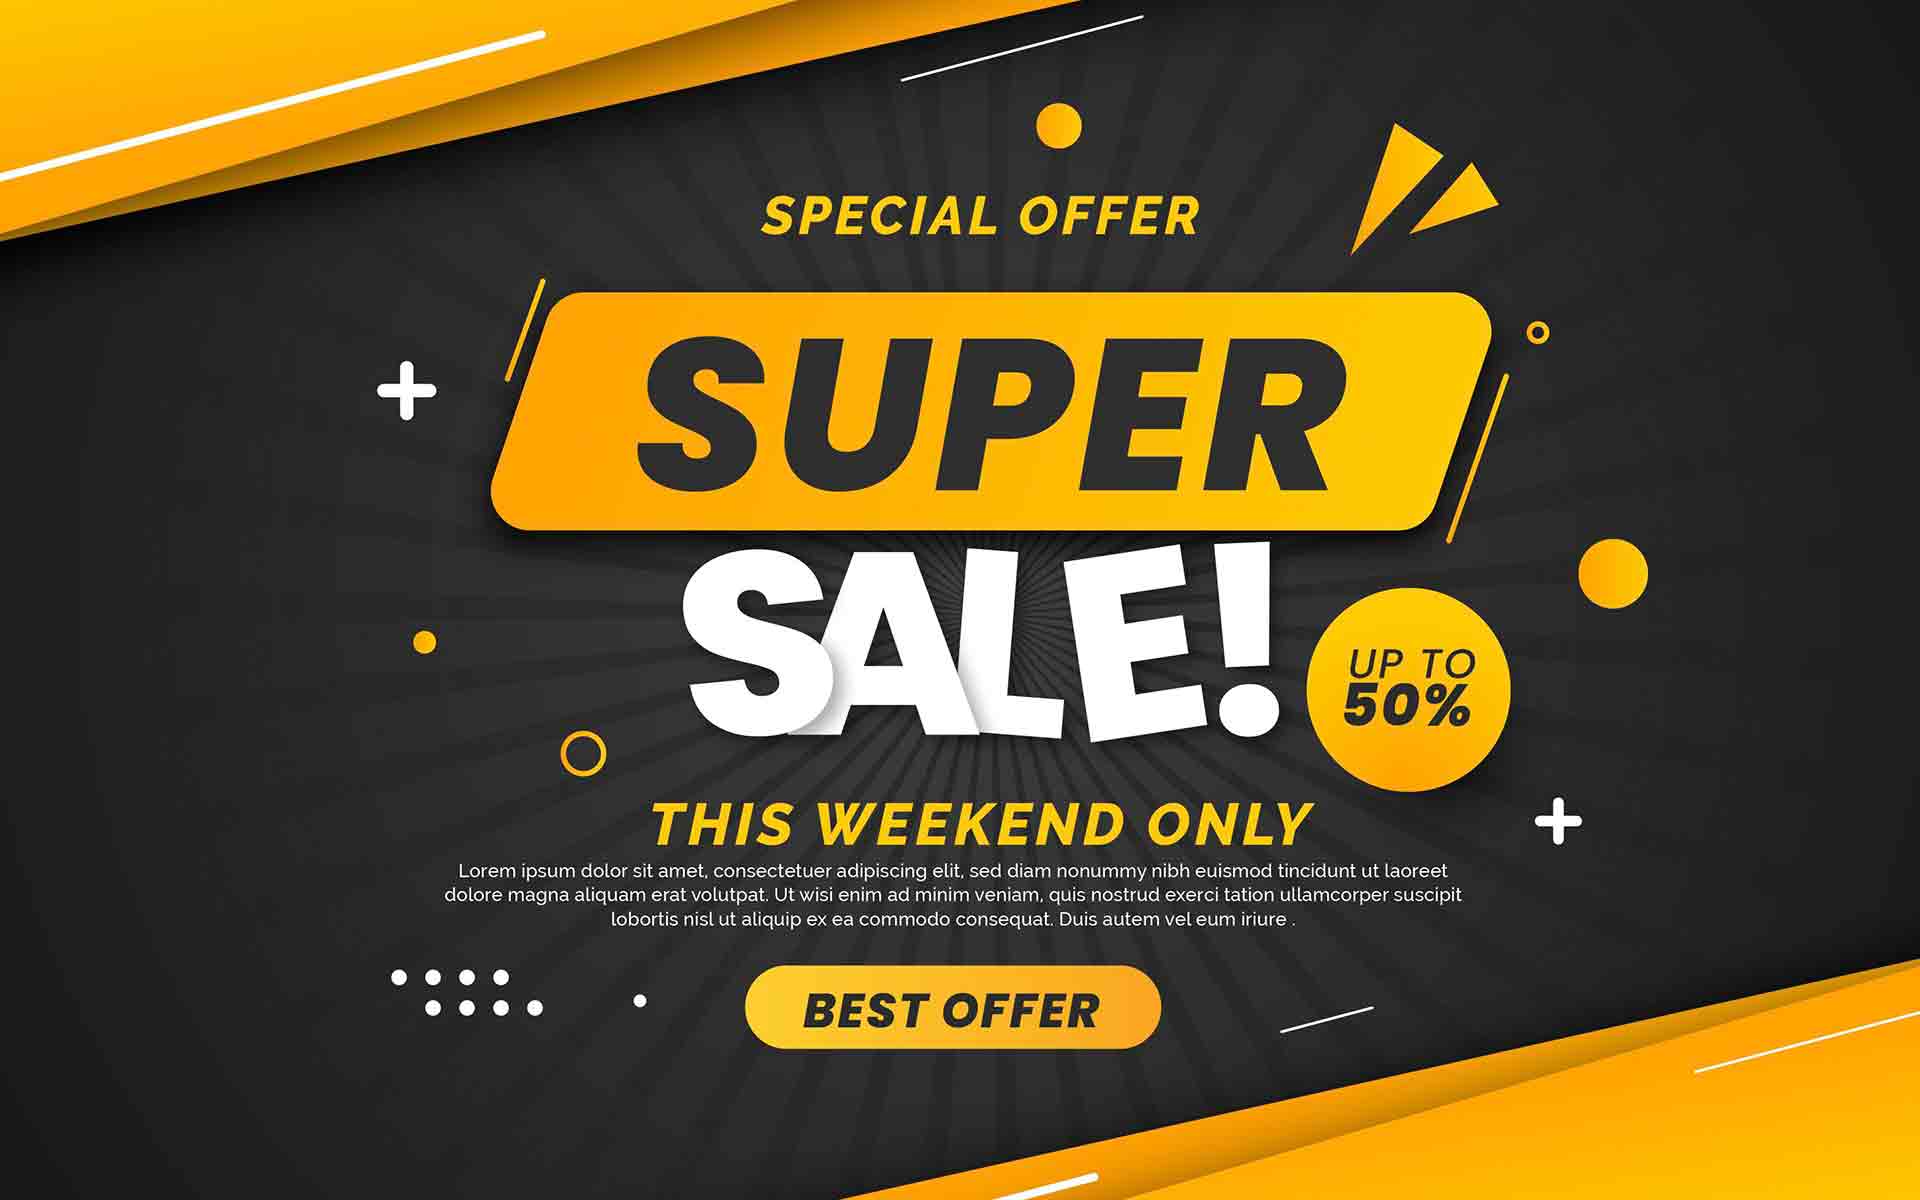 SPECIAL OFFER
SUPER
SALE!
UP TO
50%
THIS WEEKEND ONLY
Lorem ipsum dolor sit amet, consectetuer adipiscing elit, sed diam nonummy nibh euismod tincidunt ut laoreet
dolore magna aliquam erat volutpat. Ut wisi enim ad minim veniam, quis nostrud exerci tation ullamcorper suscipit
lobortis nisl ut aliquip ex ea commodo consequat. Duis autem vel eum iriure .
BEST OFFER